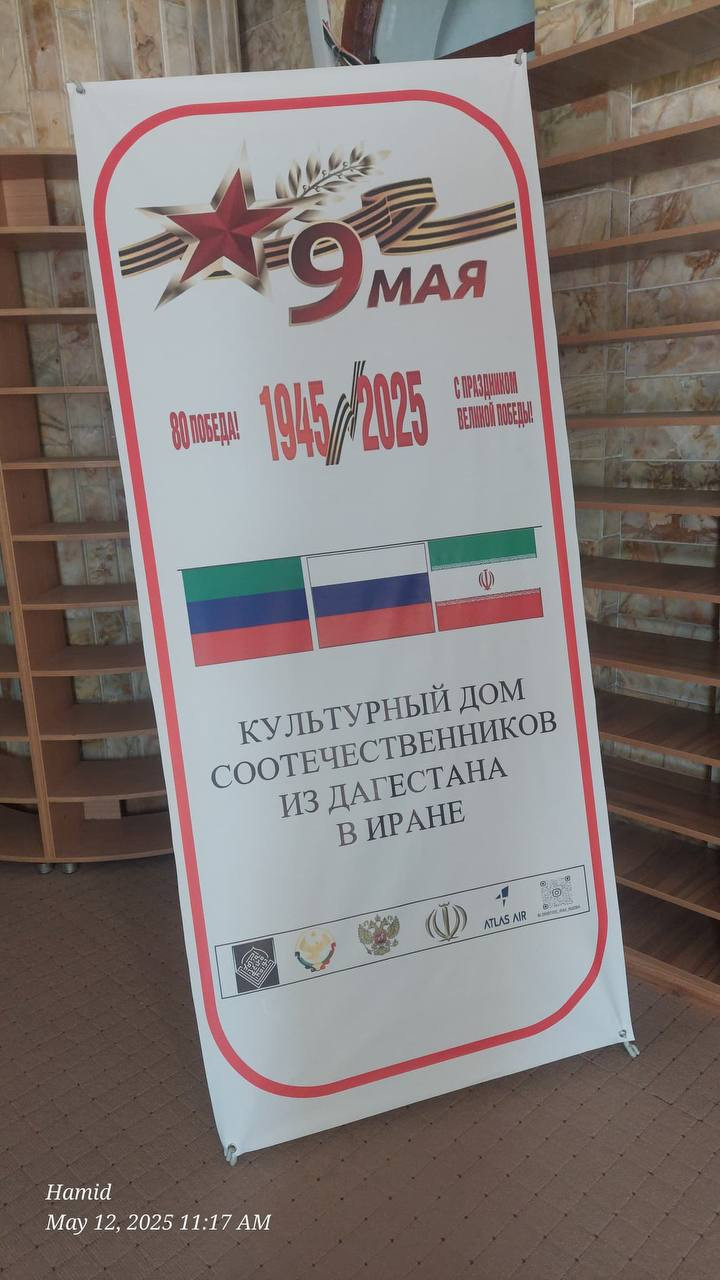 9 МАЯ
80 ПОБЕДА!
1945
2025
С ПРАЗДНИКОМ
ВЕЛИКОЙ ПОБЕДЫ!
КУЛЬТУРНЫЙ ДОМ
СООТЕЧЕСТВЕННИКОВ
ИЗ ДАГЕСТАНА
В ИРАНЕ
ATLAS AIR
Hamid
May 12, 2025 11:17 AM